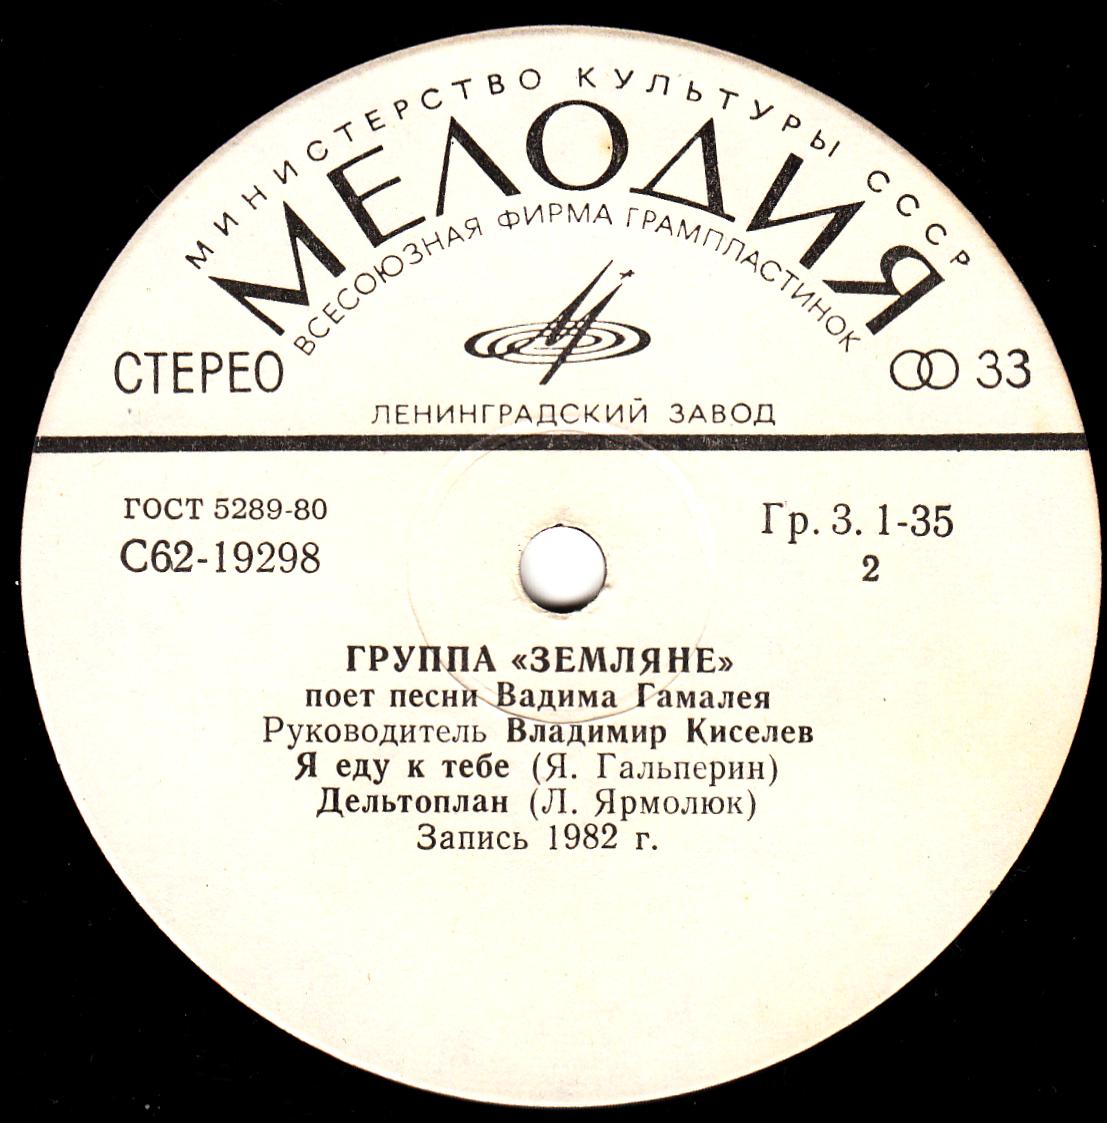 МИНИСТЕРСТВО КУЛЬТУРЫ СССР
МЕЛОДИЯ
ВСЕСОЮЗНАЯ ФИРМА ГРАМПЛАСТИНОК
СТЕРЕО
33
ЛЕНИНГРАДСКИЙ ЗАВОД
ГОСТ 5289-80
С62-19298
Гр. 3. 1-35
2
ГРУППА «ЗЕМЛЯНЕ»
поет песни Вадима Гамалея
Руководитель Владимир Киселев
Я еду к тебе (Я. Гальперин)
Дельтоплан (Л. Ярмолюк)
Запись 1982 г.